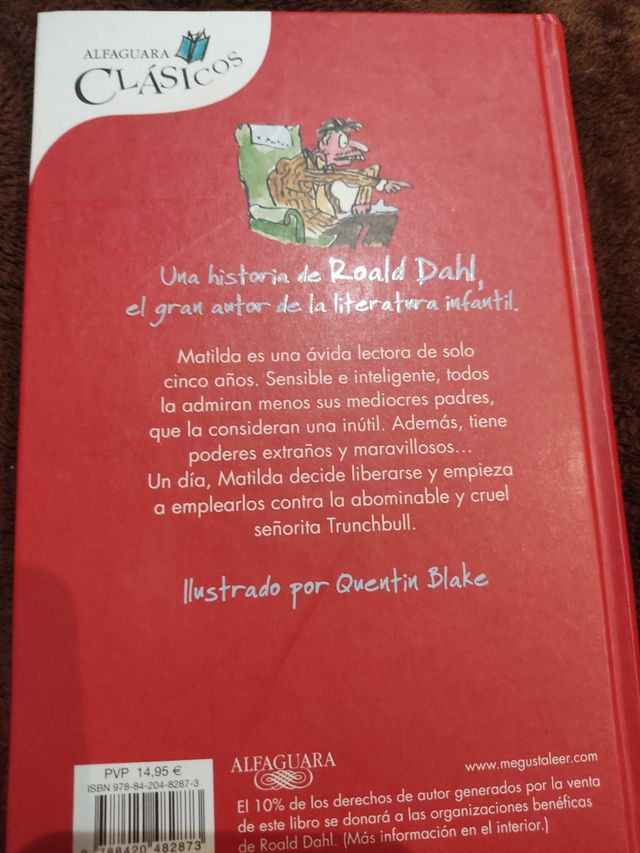 ALFAGUARA
CLÁSICOS
Una historia de Roald Dahl,
el gran autor de la literatura infantil.
Matilda es una ávida lectora de solo
cinco años. Sensible e inteligente, todos
la admiran menos sus mediocres padres,
que la consideran una inútil. Además, tiene
poderes extraños y maravillosos...
Un día, Matilda decide liberarse y empieza
a emplearlos contra la abominable y cruel
señorita Trunchbull.
Ilustrado por Quentin Blake
PVP 14,95 €
ISBN 978-84-204-8287-3
9 788420 482873
ALFAGUARA
www.megustaleer.com
El 10% de los derechos de autor generados por la venta
de este libro se donará a las organizaciones benéficas
de Roald Dahl. (Más información en el interior.)